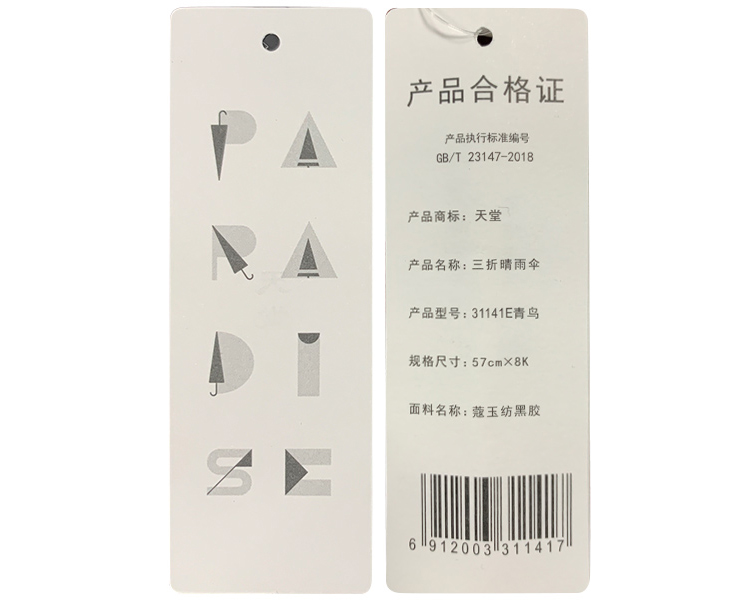 PA
RA
DI
SE
产品合格证
产品执行标准编号
GB/T 23147-2018
产品商标：天堂
产品名称：三折晴雨伞
产品型号：31141E青鸟
规格尺寸：57cm×8K
面料名称：蔻玉纺黑胶
6 912003 311417